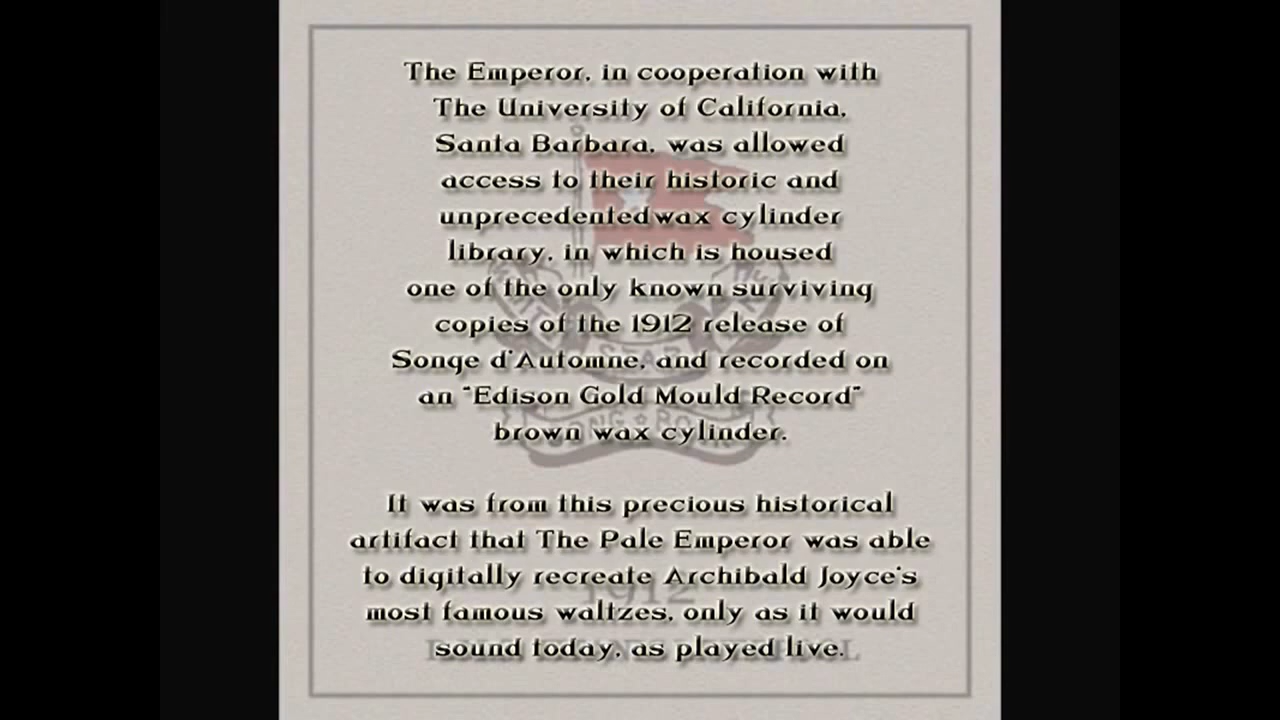 The Emperor, in cooperation with
The University of California,
Santa Barbara, was allowed
access to their historic and
unprecedented wax cylinder
library, in which is housed
one of the only known surviving
copies of the 1912 release of
Songe d'Automne, and recorded on
an "Edison Gold Mould Record"
brown wax cylinder.
It was from this precious historical
artifact that The Pale Emperor was able
to digitally recreate Archibald Joyce's
most famous waltzes, only as it would
sound today, as played live.
1912